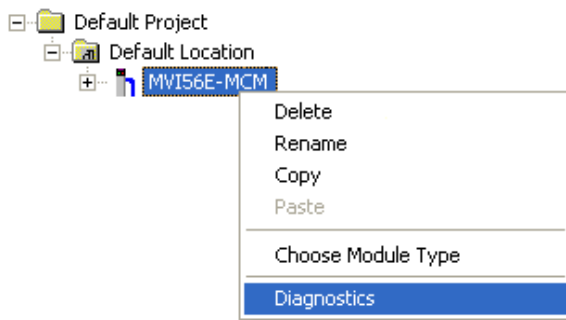 Default Project
Default Location
MVI56E-MCM
Delete
Rename
Copy
Paste
Choose Module Type
Diagnostics